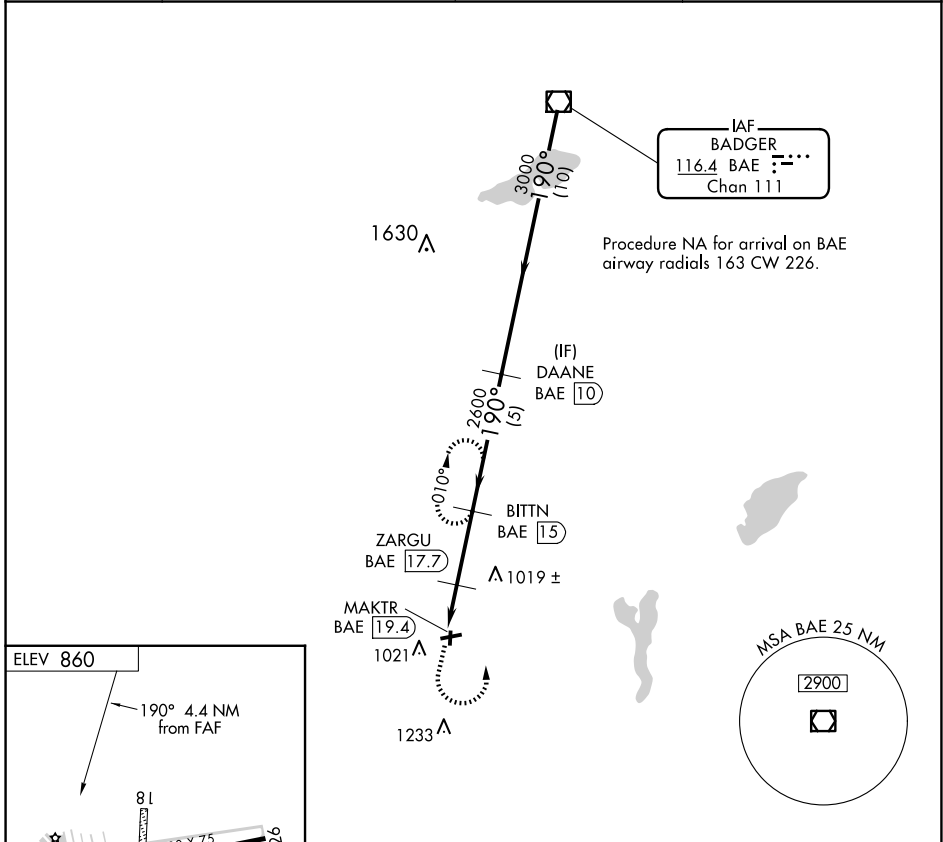 IAF
BADGER
116.4 BAE
Chan 111
3000
190°
(10)
1630
Procedure NA for arrival on BAE
airway radials 163 CW 226.
(IF)
DAANE
BAE 10
2600
190°
(5)
010°
BITTN
BAE 15
ZARGU
BAE 17.7
1019 ±
MAKTR
BAE 19.4
1021
1233
MSA BAE 25 NM
2900
ELEV 860
190° 4.4 NM
from FAF
18
X 75
26